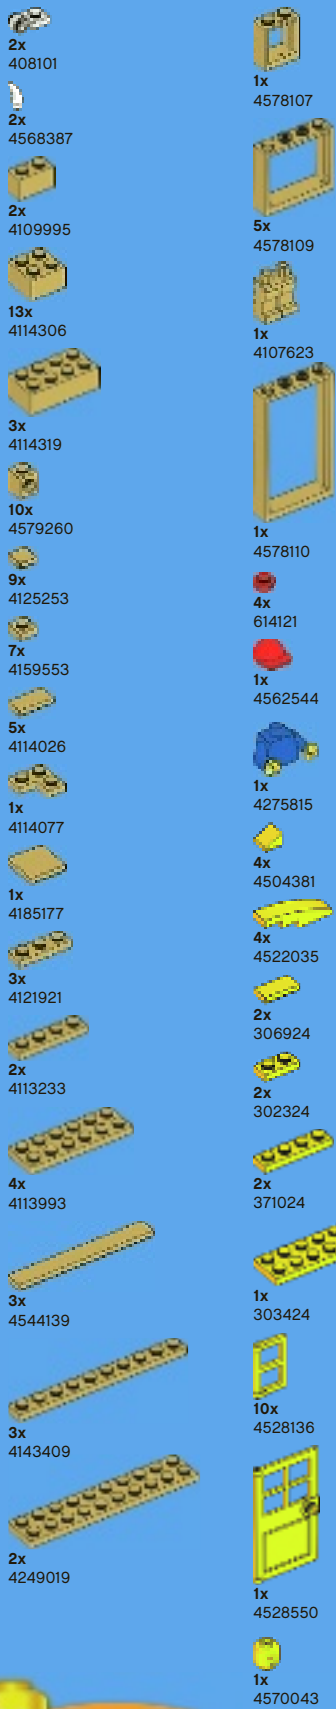 2x
408101
2x
4568387
2x
4109995
13x
4114306
3x
4114319
10x
4579260
9x
4125253
7x
4159553
5x
4114026
1x
4114077
1x
4185177
3x
4121921
2x
4113233
4x
4113993
3x
4544139
3x
4143409
2x
4249019
1x
4578107
5x
4578109
1x
4107623
1x
4578110
4x
614121
1x
4562544
1x
4275815
4x
4504381
4x
4522035
2x
306924
2x
302324
2x
371024
1x
303424
10x
4528136
1x
4528550
1x
4570043